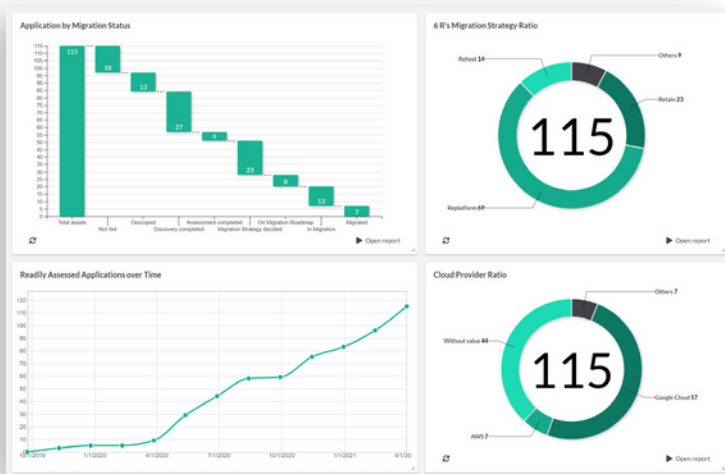 Application by Migration Status
115
110
105
100
95
90
85
80
75
70
65
60
55
50
45
40
35
30
25
20
15
10
5
0
115
18
13
27
6
23
8
13
7
Total assets
Descoped
Assessment completed
On Migration Roadmap
Migrated
Not Set
Discovery completed
Migration Strategy decided
In Migration
Open report
6 R's Migration Strategy Ratio
Rehost 14
Others 9
Retain 23
115
Replatform 69
Open report
Readily Assessed Applications over Time
120
110
100
90
80
70
60
50
40
30
20
10
0
10/1/2019
1/1/2020
4/1/2020
7/1/2020
10/1/2020
1/1/2021
4/1/20
Cloud Provider Ratio
Others 7
Without value 44
115
Google Cloud 57
AWS 7
Open report